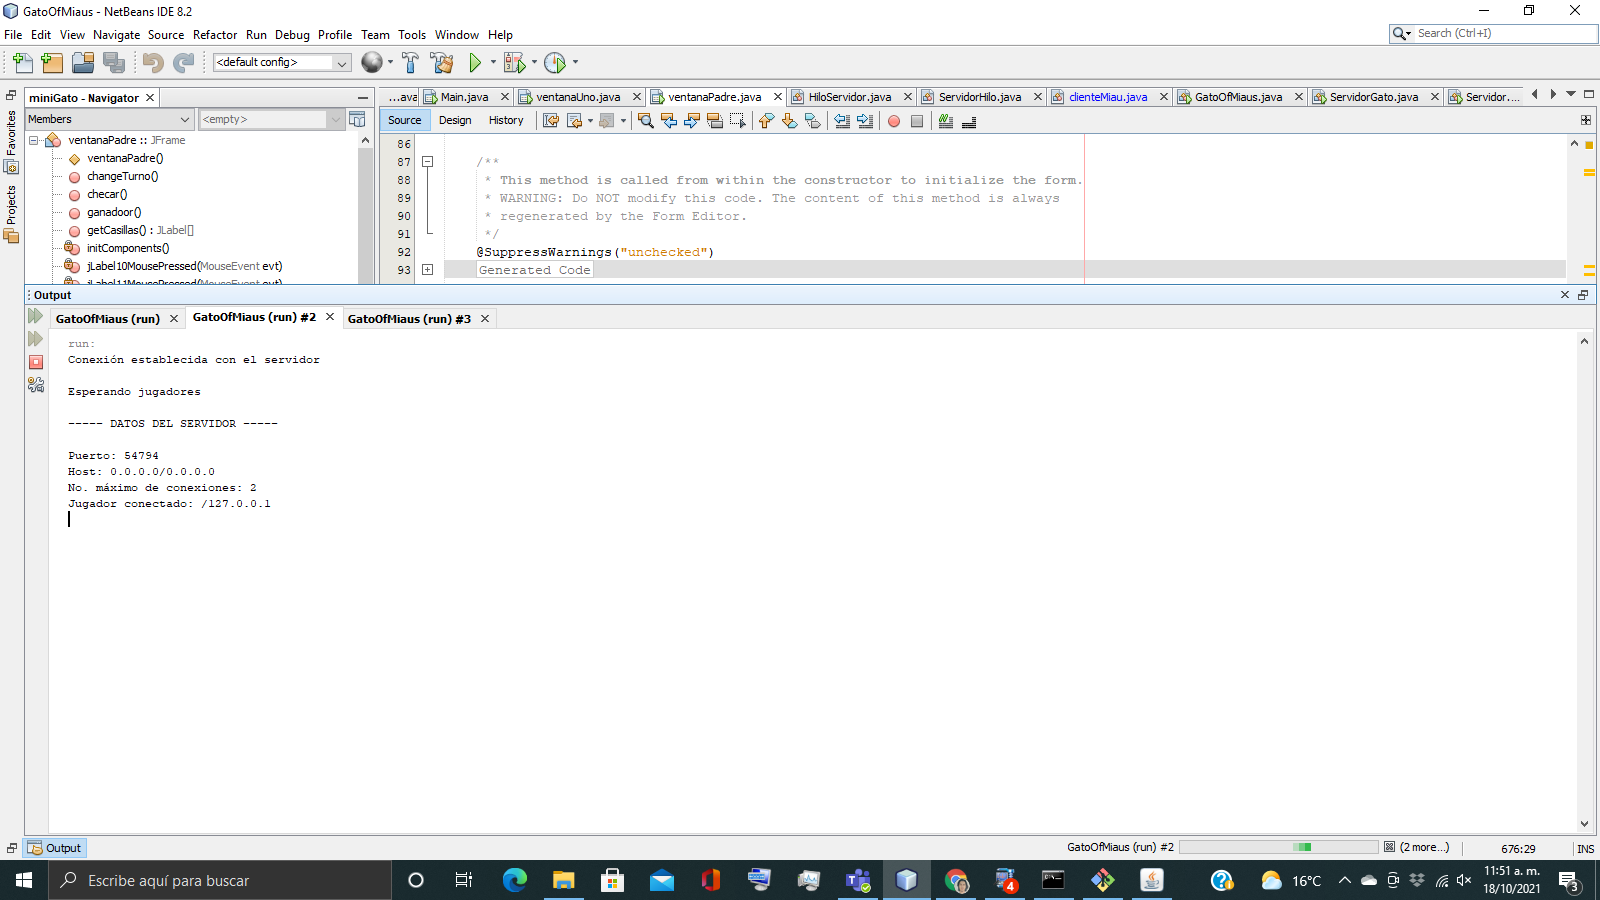 GatoOfMiaus - NetBeans IDE 8.2
File Edit View Navigate Source Refactor Run Debug Profile Team Tools Window Help
Search (Ctrl+I)
<default config>
miniGato - Navigator
...ava Main.java ventanaUno.java ventanaPadre.java HiloServidor.java ServidorHilo.java clienteMiau.java GatoOfMiaus.java ServidorGato.java Servidor....
Members <empty>
Source Design History
Favorites
Projects
ventanaPadre :: JFrame
ventanaPadre()
changeTurno()
checar()
ganadoor()
getCasillas() : JLabel[]
initComponents()
jLabel10MousePressed(MouseEvent evt)
jLabel11MousePressed(MouseEvent evt)
86
87 /**
88 * This method is called from within the constructor to initialize the form.
89 * WARNING: Do NOT modify this code. The content of this method is always
90 * regenerated by the Form Editor.
91 */
92 @SuppressWarnings("unchecked")
93 Generated Code
Output
GatoOfMiaus (run) GatoOfMiaus (run) #2 GatoOfMiaus (run) #3
run:
Conexión establecida con el servidor
Esperando jugadores
----- DATOS DEL SERVIDOR -----
Puerto: 54794
Host: 0.0.0.0/0.0.0.0
No. máximo de conexiones: 2
Jugador conectado: /127.0.0.1
Output
GatoOfMiaus (run) #2 (2 more...) 676:29 INS
Escribe aquí para buscar
4
16°C
11:51 a. m.
18/10/2021
3